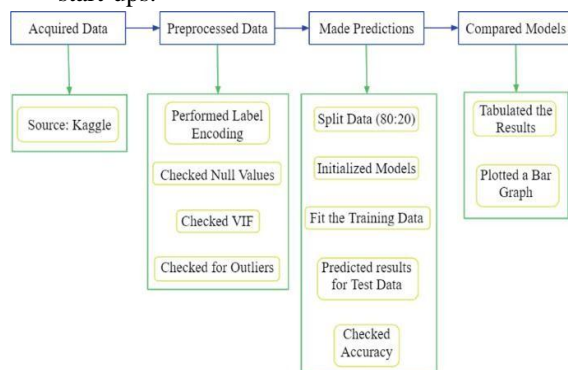 start-ups.
Acquired Data
Preprocessed Data
Made Predictions
Compared Models
Source: Kaggle
Performed Label
Encoding
Checked Null Values
Checked VIF
Checked for Outliers
Split Data (80:20)
Initialized Models
Fit the Training Data
Predicted results
for Test Data
Checked
Accuracy
Tabulated the
Results
Plotted a Bar
Graph